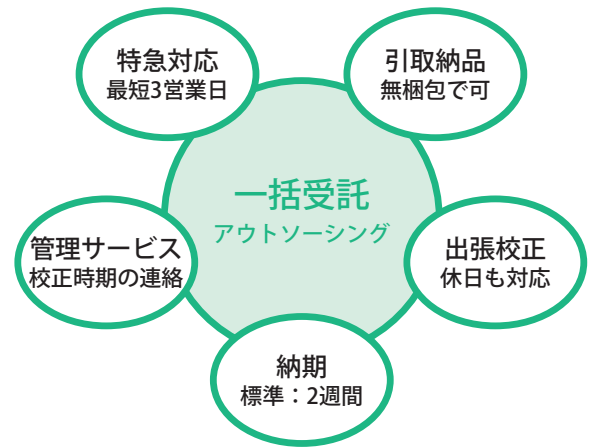 特急対応
最短3営業日
引取納品
無梱包で可
一括受託
アウトソーシング
管理サービス
校正時期の連絡
出張校正
休日も対応
納期
標準：2週間